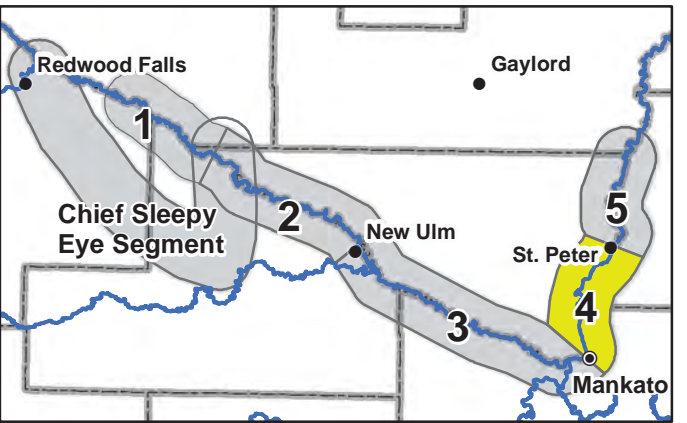 Redwood Falls
Gaylord
1
Chief Sleepy
Eye Segment
2
New Ulm
5
St. Peter
4
3
Mankato